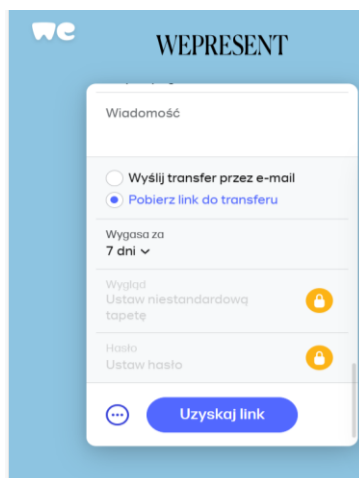 we
WEPRESENT
Wiadomość
Wyślij transfer przez e-mail
Pobierz link do transferu
Wygasa za
7 dni
Wygląd
Ustaw niestandardową
tapetę
Hasło
Ustaw hasło
Uzyskaj link